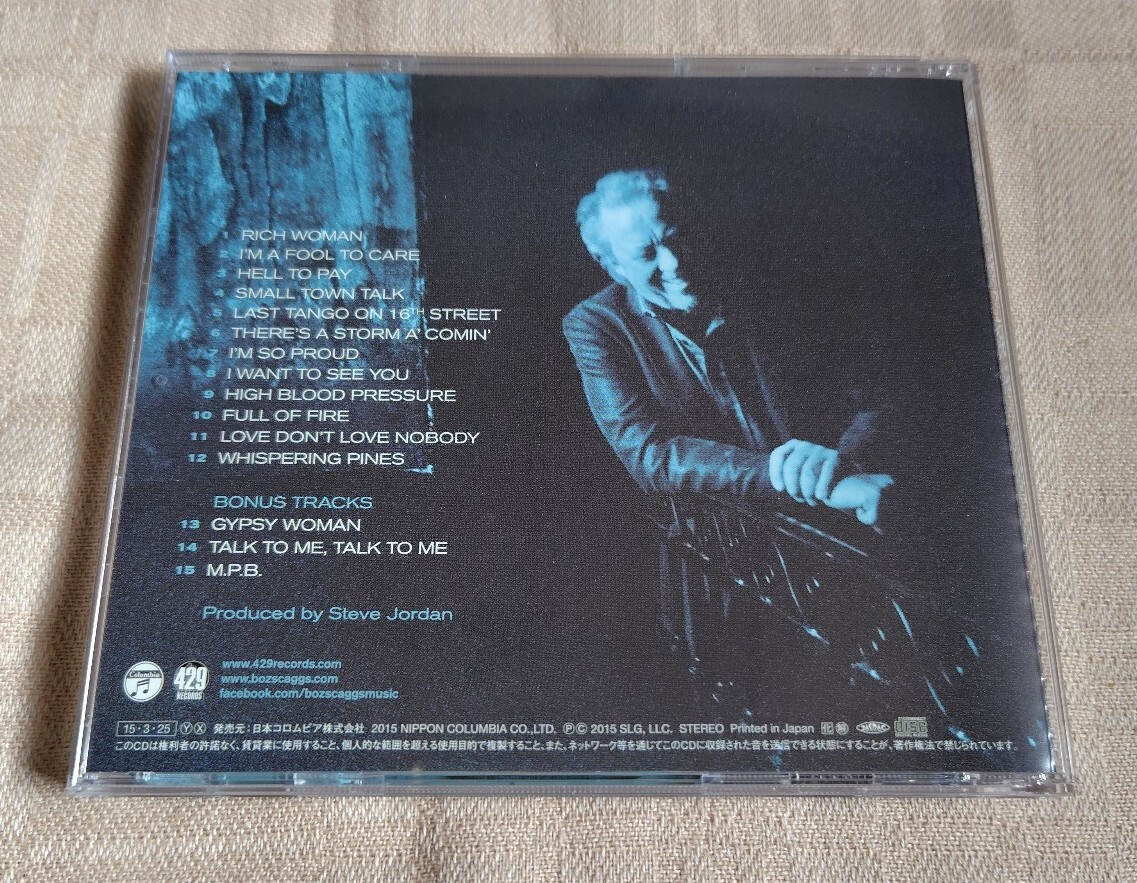 1 RICH WOMAN
2 I'M A FOOL TO CARE
3 HELL TO PAY
4 SMALL TOWN TALK
5 LAST TANGO ON 16TH STREET
6 THERE'S A STORM A' COMIN'
7 I'M SO PROUD
8 I WANT TO SEE YOU
9 HIGH BLOOD PRESSURE
10 FULL OF FIRE
11 LOVE DON'T LOVE NOBODY
12 WHISPERING PINES
BONUS TRACKS
13 GYPSY WOMAN
14 TALK TO ME, TALK TO ME
15 M.P.B.
Produced by Steve Jordan
Columbia
429 RECORDS
www.429records.com
www.bozscaggs.com
facebook.com/bozscaggsmusic
15・3・25 Ⓨ Ⓧ 発売元:日本コロムビア株式会社 2015 NIPPON COLUMBIA CO.,LTD. ℗© 2015 SLG, LLC. STEREO Printed in Japan
このCDは権利者の許諾なく、賃貸業に使用すること、個人的な範囲を超える使用目的で複製すること、また、ネットワーク等を通じてこのCDに収録された音を送信できる状態にすることが、著作権法で禁じられています。